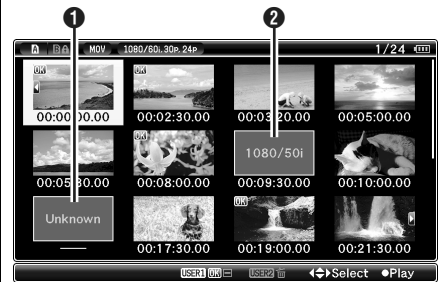 ❶ ❷
A B MOV 1080/60i. 30P. 24P 1/24
OK OK
00:00:00.00 00:02:30.00 00:03:20.00 00:05:00.00
OK 1080/50i
00:05:30.00 00:08:00.00 00:09:30.00 00:10:00.00
Unknown OK
00:17:30.00 00:19:00.00 00:21:30.00
USER1 OK USER2 Select Play